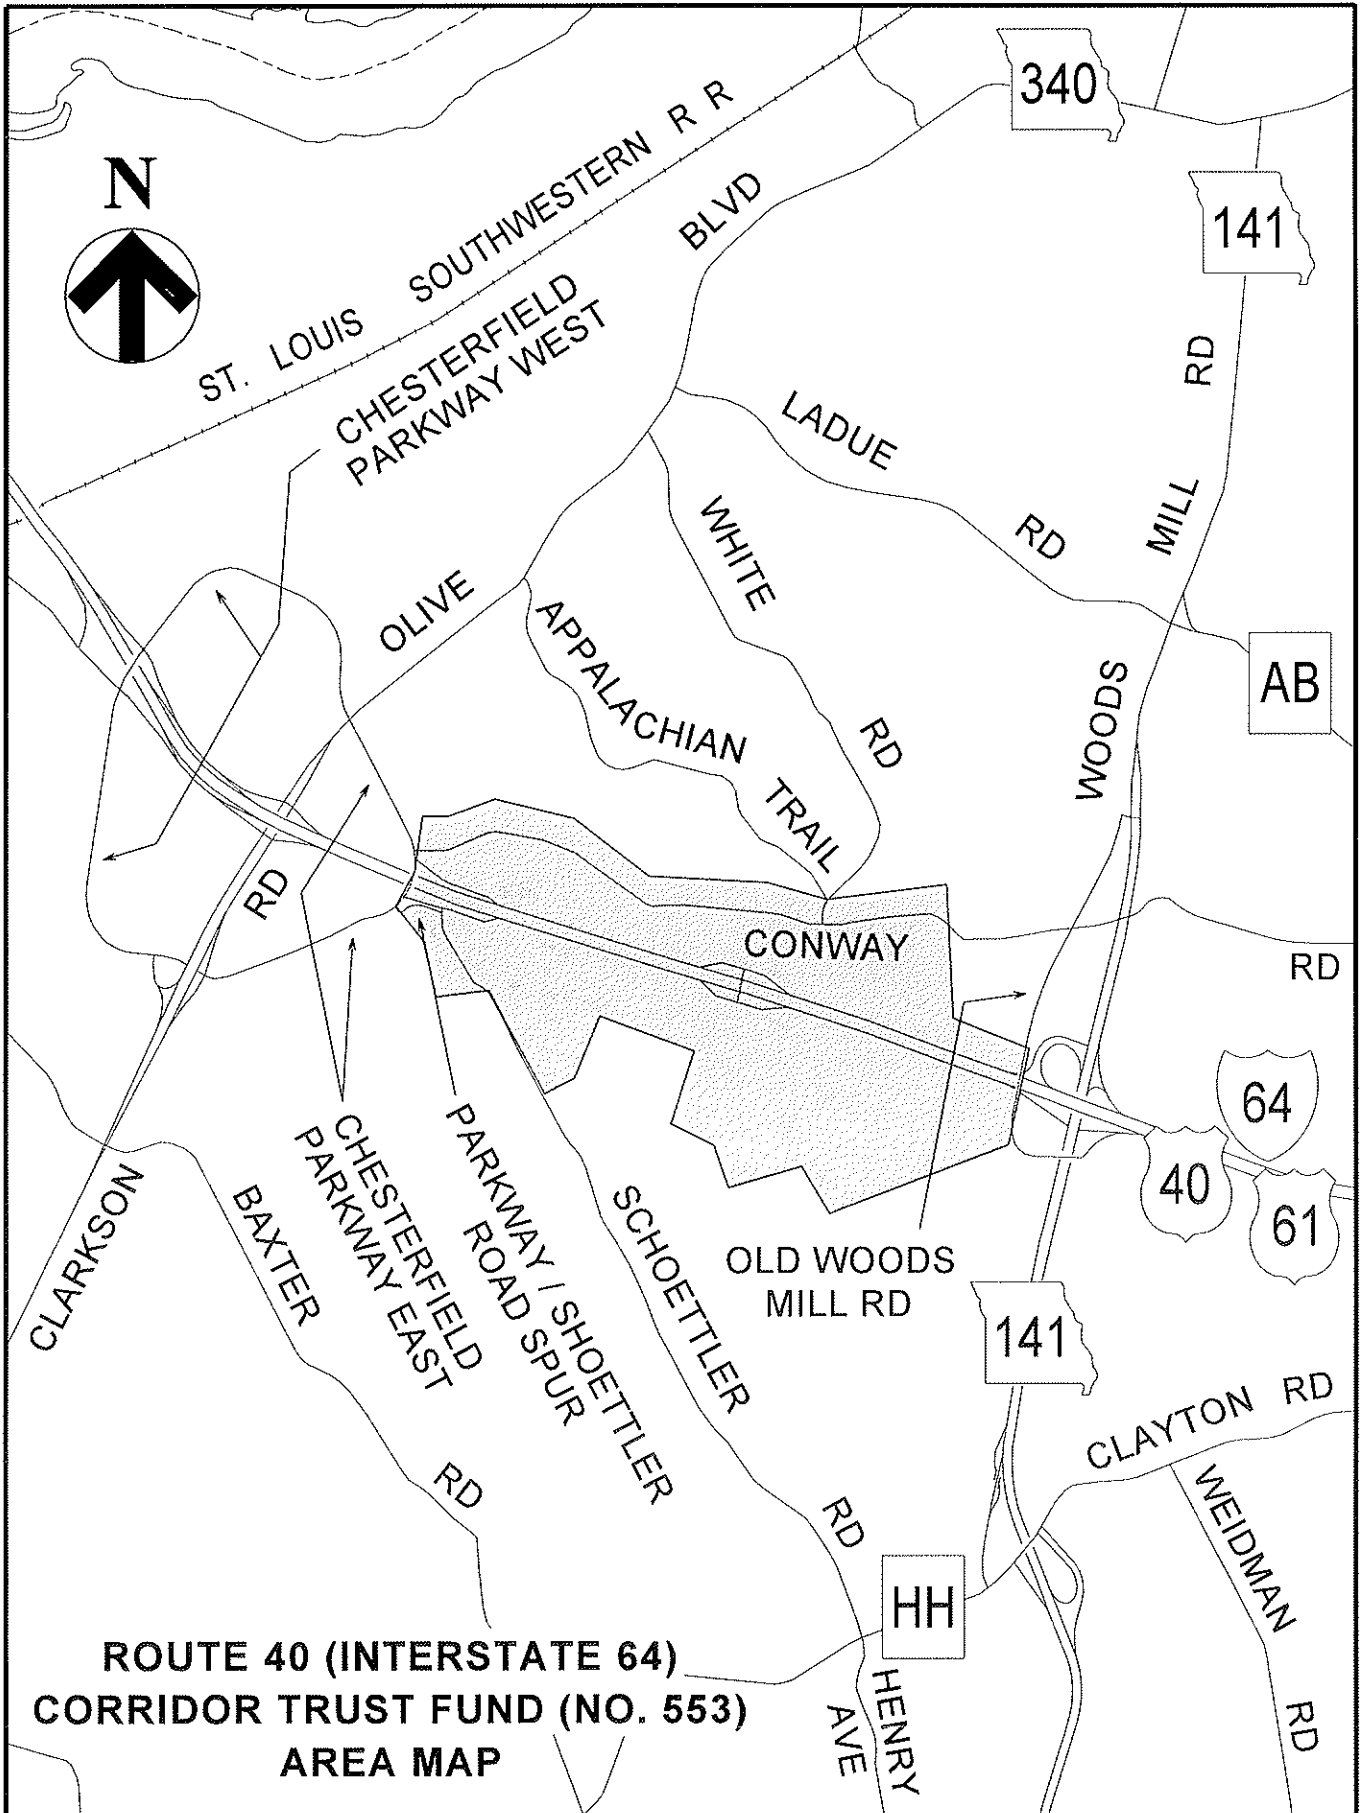 340
N
141
ST. LOUIS SOUTHWESTERN R R
BLVD
CHESTERFIELD
PARKWAY WEST
RD
LADUE
MILL
WHITE
RD
OLIVE
APPALACHIAN
WOODS
AB
RD
TRAIL
RD
CONWAY
RD
64
40
61
CLARKSON
BAXTER
CHESTERFIELD
PARKWAY EAST
PARKWAY / SHOETTLER
ROAD SPUR
SCHOETTLER
OLD WOODS
MILL RD
141
CLAYTON RD
RD
RD
WEIDMAN
HH
ROUTE 40 (INTERSTATE 64)
CORRIDOR TRUST FUND (NO. 553)
AREA MAP
HENRY
AVE
RD